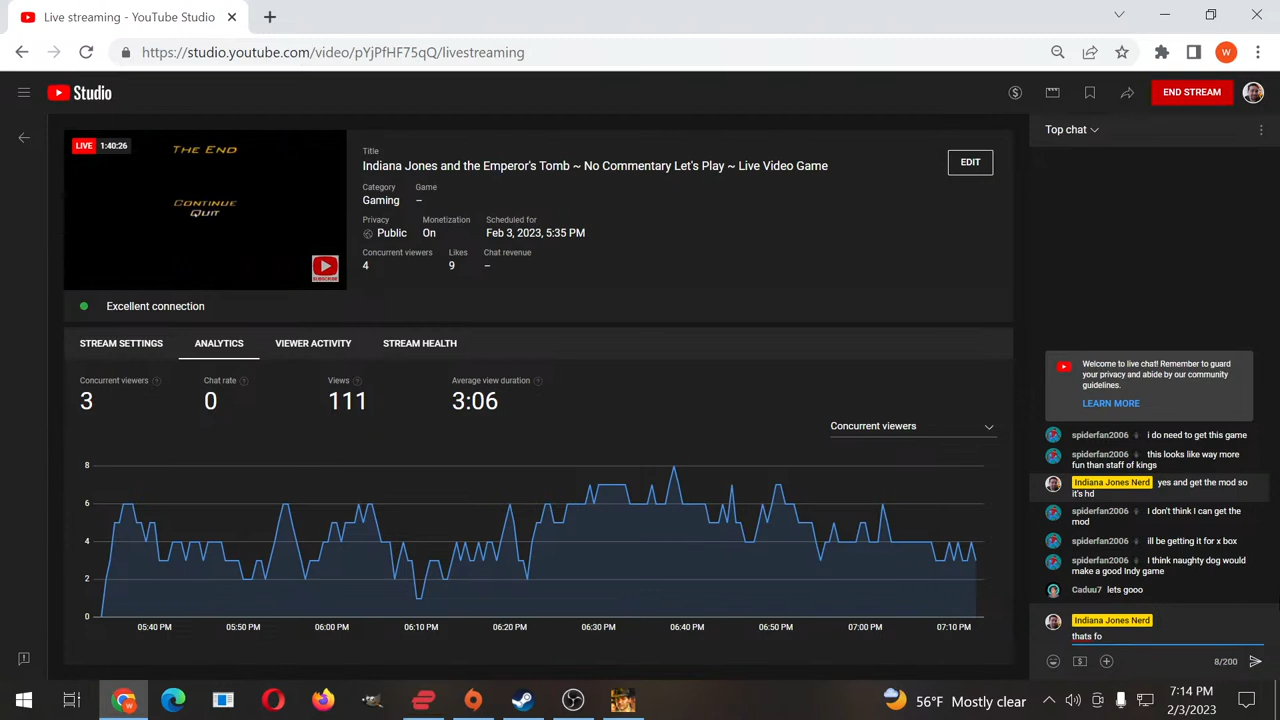 Live streaming - YouTube Studio
https://studio.youtube.com/video/pYjPfHF75qQ/livestreaming
W
Studio
END STREAM
LIVE 1:40:26
THE END
CONTINUE
QUIT
SUBSCRIBE
Title
Indiana Jones and the Emperor's Tomb ~ No Commentary Let's Play ~ Live Video Game
EDIT
Category Game
Gaming –
Privacy Monetization Scheduled for
Public On Feb 3, 2023, 5:35 PM
Concurrent viewers Likes Chat revenue
4 9 –
Excellent connection
STREAM SETTINGS ANALYTICS VIEWER ACTIVITY STREAM HEALTH
Concurrent viewers Chat rate Views Average view duration
3 0 111 3:06
Concurrent viewers
8
6
4
2
0
05:40 PM 05:50 PM 06:00 PM 06:10 PM 06:20 PM 06:30 PM 06:40 PM 06:50 PM 07:00 PM 07:10 PM
Top chat
Welcome to live chat! Remember to guard
your privacy and abide by our community
guidelines.
LEARN MORE
spiderfan2006 i do need to get this game
spiderfan2006 this looks like way more
fun than staff of kings
Indiana Jones Nerd yes and get the mod so
it's hd
spiderfan2006 I don't think I can get the
mod
spiderfan2006 ill be getting it for x box
spiderfan2006 I think naughty dog would
make a good Indy game
Caduu7 lets gooo
Indiana Jones Nerd
thats fo
8/200
56°F Mostly clear
7:14 PM
2/3/2023